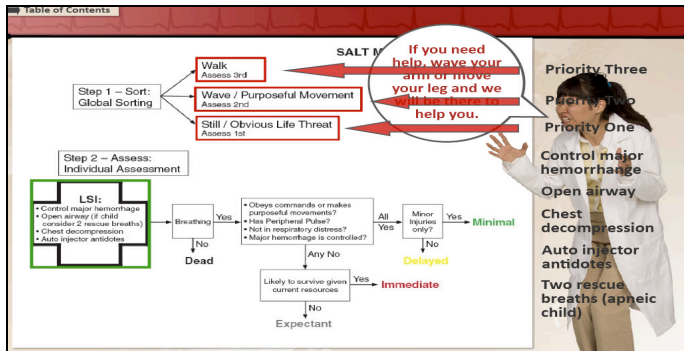 Table of Contents
SALT M
If you need
help, wave your
arm or move
your leg and we
will be there to
help you.
Walk
Assess 3rd
Step 1 – Sort:
Global Sorting
Wave / Purposeful Movement
Assess 2nd
Still / Obvious Life Threat
Assess 1st
Priority Three
Priority Two
Priority One
Control major
hemorrhange
Open airway
Chest
decompression
Auto injector
antidotes
Two rescue
breaths (apneic
child)
Step 2 – Assess:
Individual Assessment
LSI:
• Control major hemorrhage
• Open airway (if child
consider 2 rescue breaths)
• Chest decompression
• Auto injector antidotes
Breathing
Yes
No
Dead
• Obeys commands or makes
purposeful movements?
• Has Peripheral Pulse?
• Not in respiratory distress?
• Major hemorrhage is controlled?
All
Yes
Minor
Injuries
only?
Yes
Minimal
No
Delayed
Any No
Likely to survive given
current resources
Yes
Immediate
No
Expectant